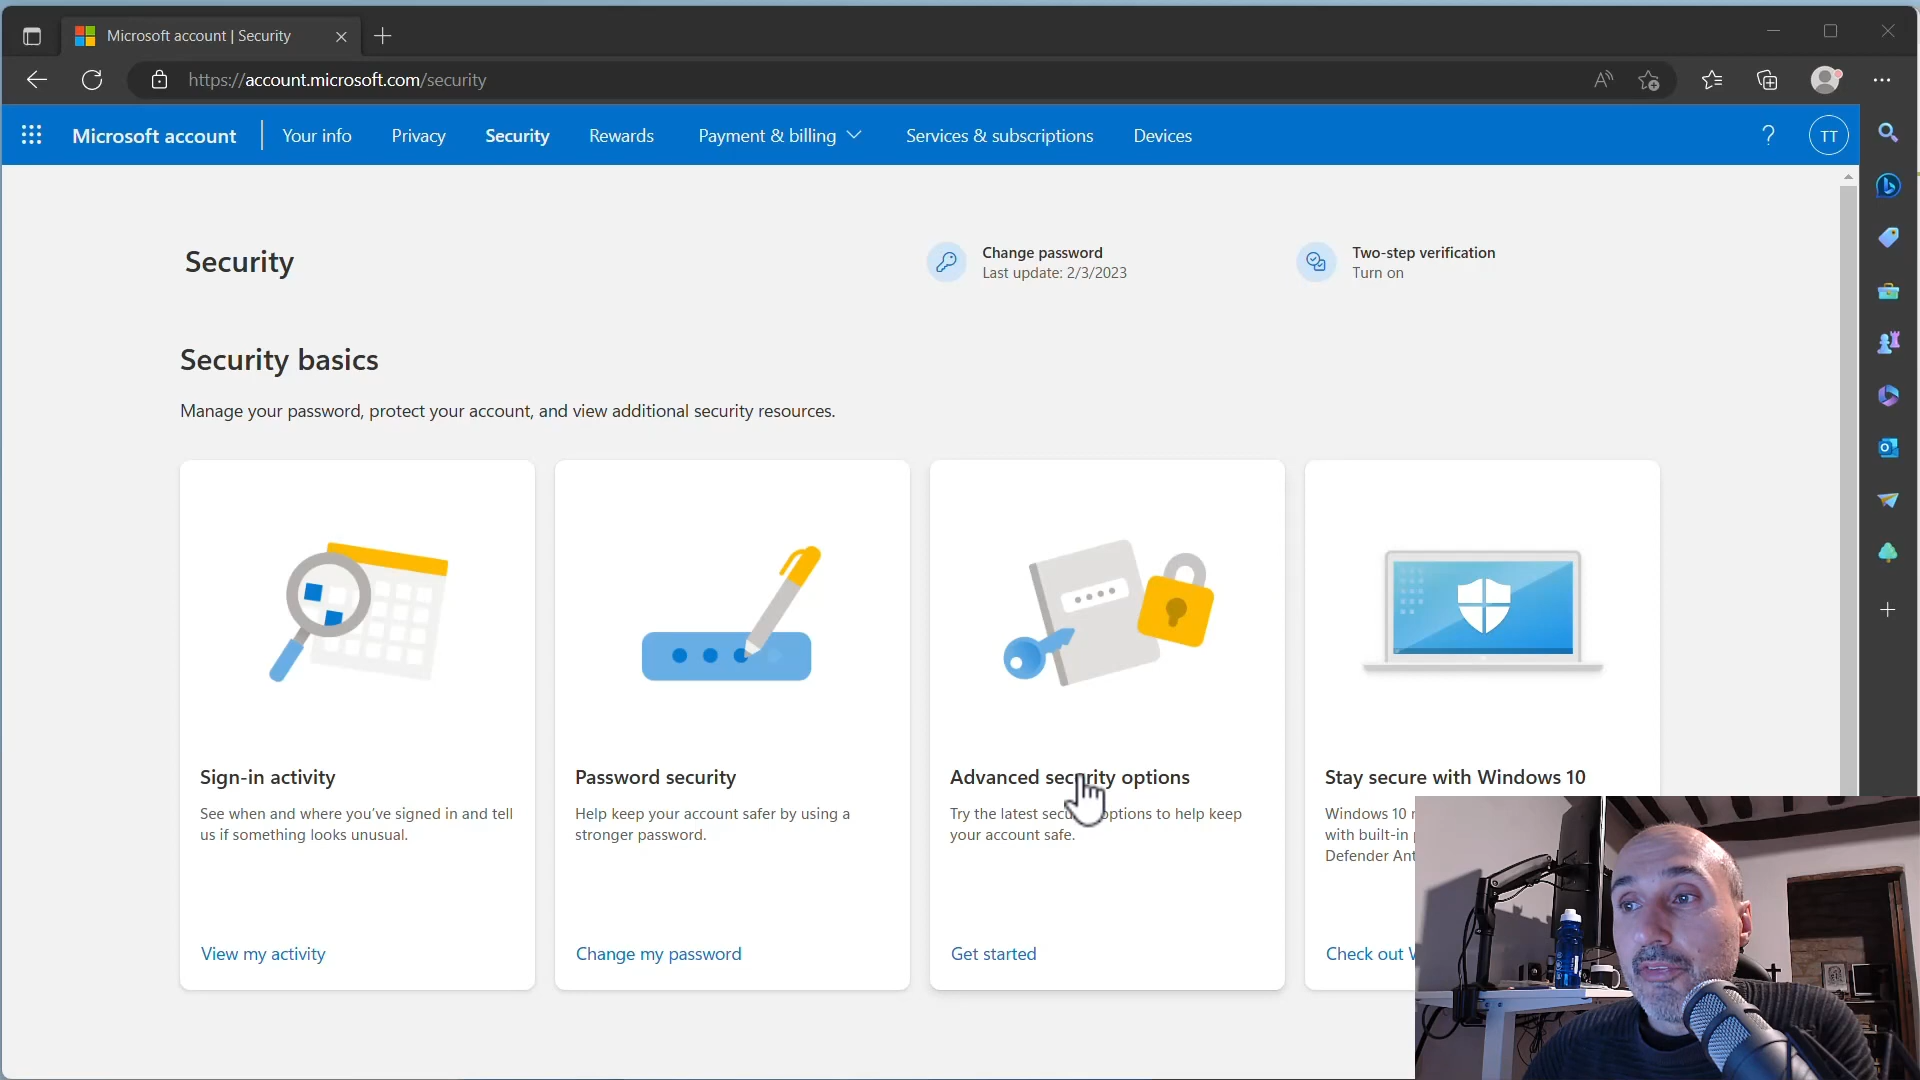 Microsoft account | Security
https://account.microsoft.com/security
Microsoft account
Your info
Privacy
Security
Rewards
Payment & billing
Services & subscriptions
Devices
?
TT
Security
Change password
Last update: 2/3/2023
Two-step verification
Turn on
Security basics
Manage your password, protect your account, and view additional security resources.
Sign-in activity
See when and where you've signed in and tell
us if something looks unusual.
View my activity
Password security
Help keep your account safer by using a
stronger password.
Change my password
Advanced security options
Try the latest options to help keep
your account safe.
Get started
Stay secure with Windows 10
Windows 10
with built-in
Defender
Check out